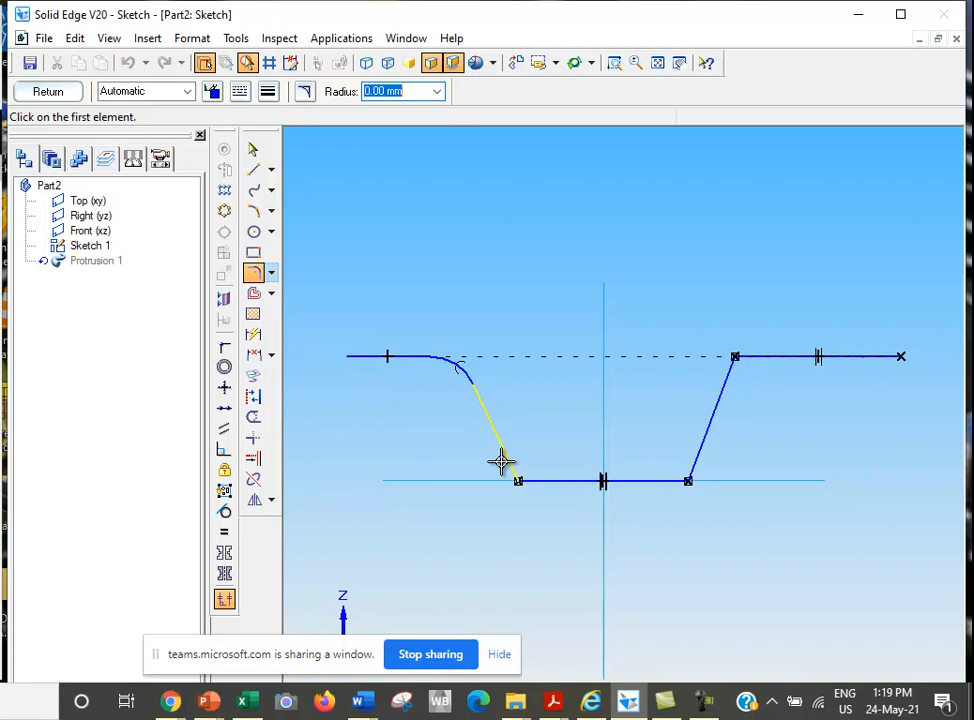 Solid Edge V20 - Sketch - [Part2: Sketch]
File Edit View Insert Format Tools Inspect Applications Window Help
Return Automatic Radius: 0.00 mm
Click on the first element.
Part2
Top (xy)
Right (yz)
Front (xz)
Sketch 1
Protrusion 1
Z
teams.microsoft.com is sharing a window. Stop sharing Hide
WB
ENG 1:19 PM
US 24-May-21
1